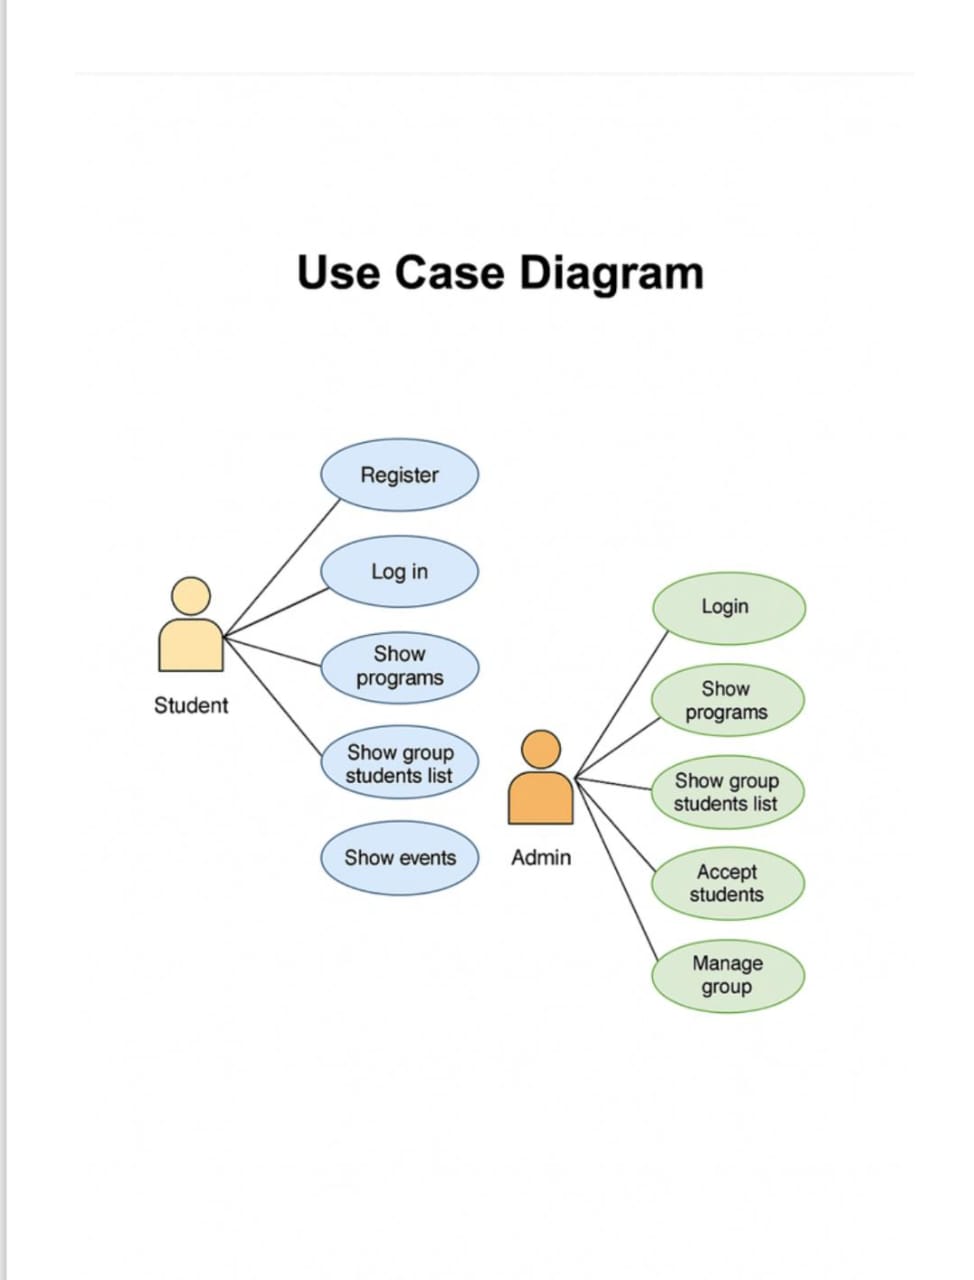 Use Case Diagram
Register
Log in
Show
programs
Student
Show group
students list
Show events
Login
Show
programs
Show group
students list
Admin
Accept
students
Manage
group